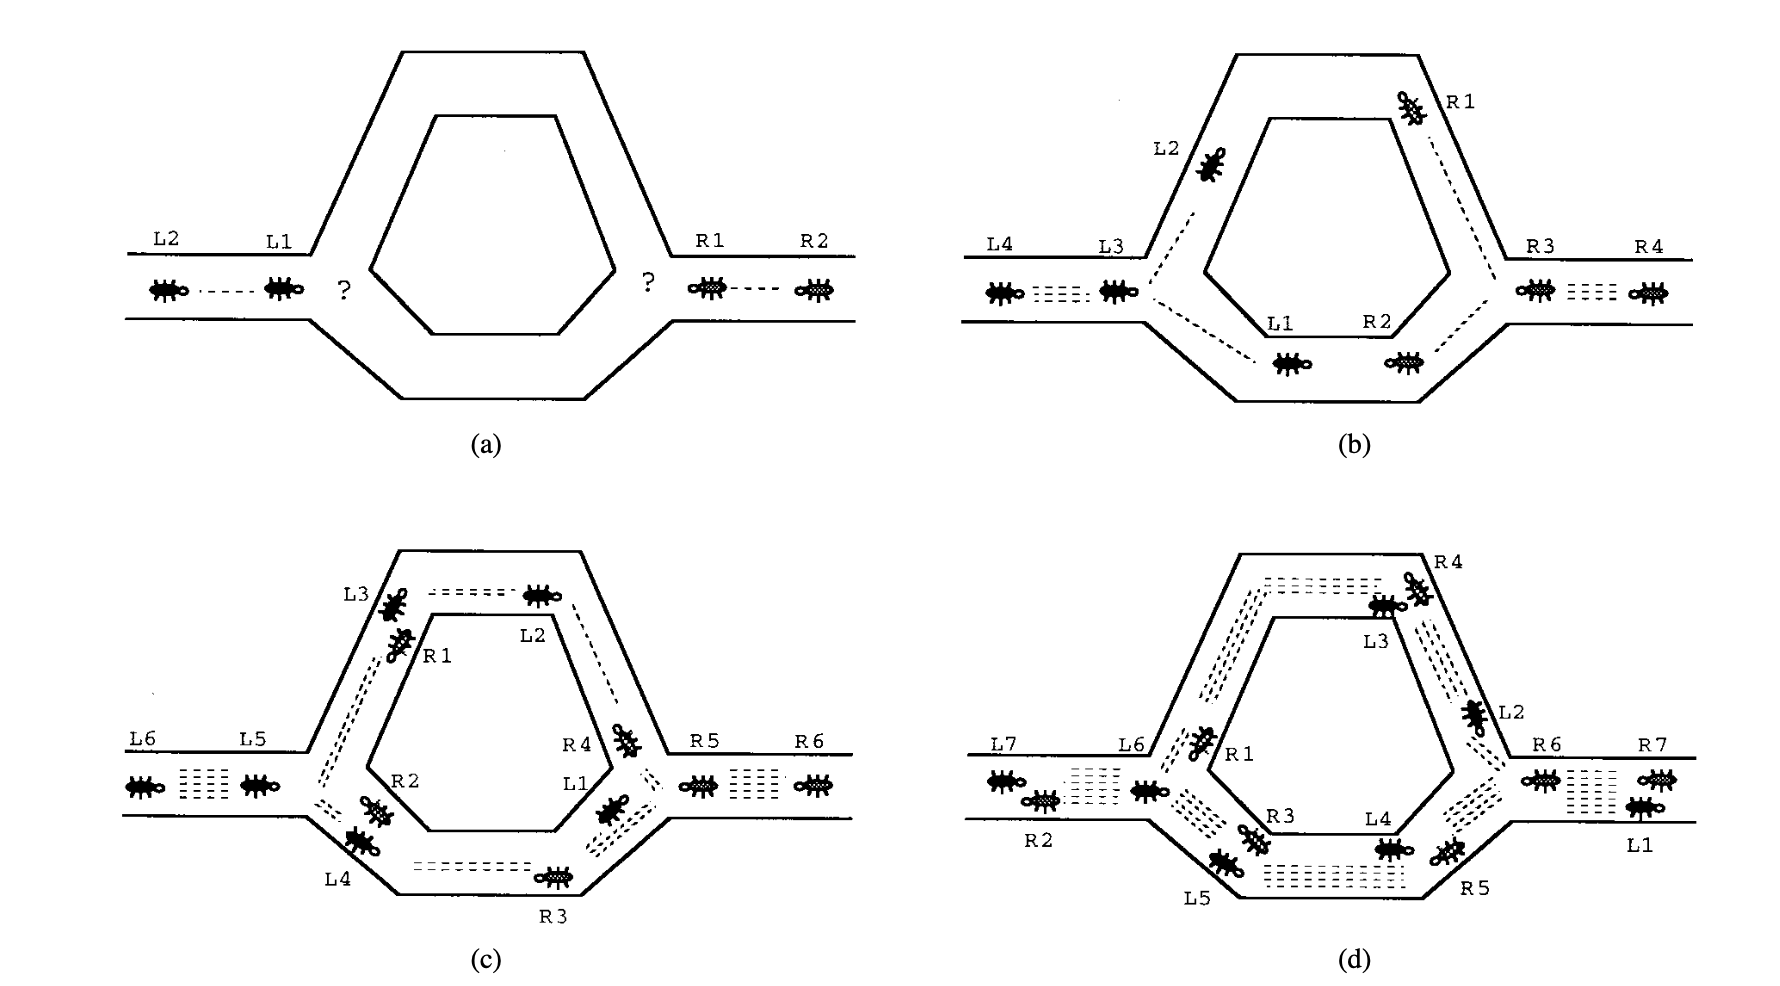 L2 L1 R1 R2
? ?
(a)
R1
L2
L4 L3 R3 R4
L1 R2
(b)
L3
L2
R1
R4
L6 L5 R5 R6
R2 L1
L4
R3
(c)
R4
L3
L2
L7 L6 R1 R6 R7
R3 L4
R2 L1
L5 R5
(d)